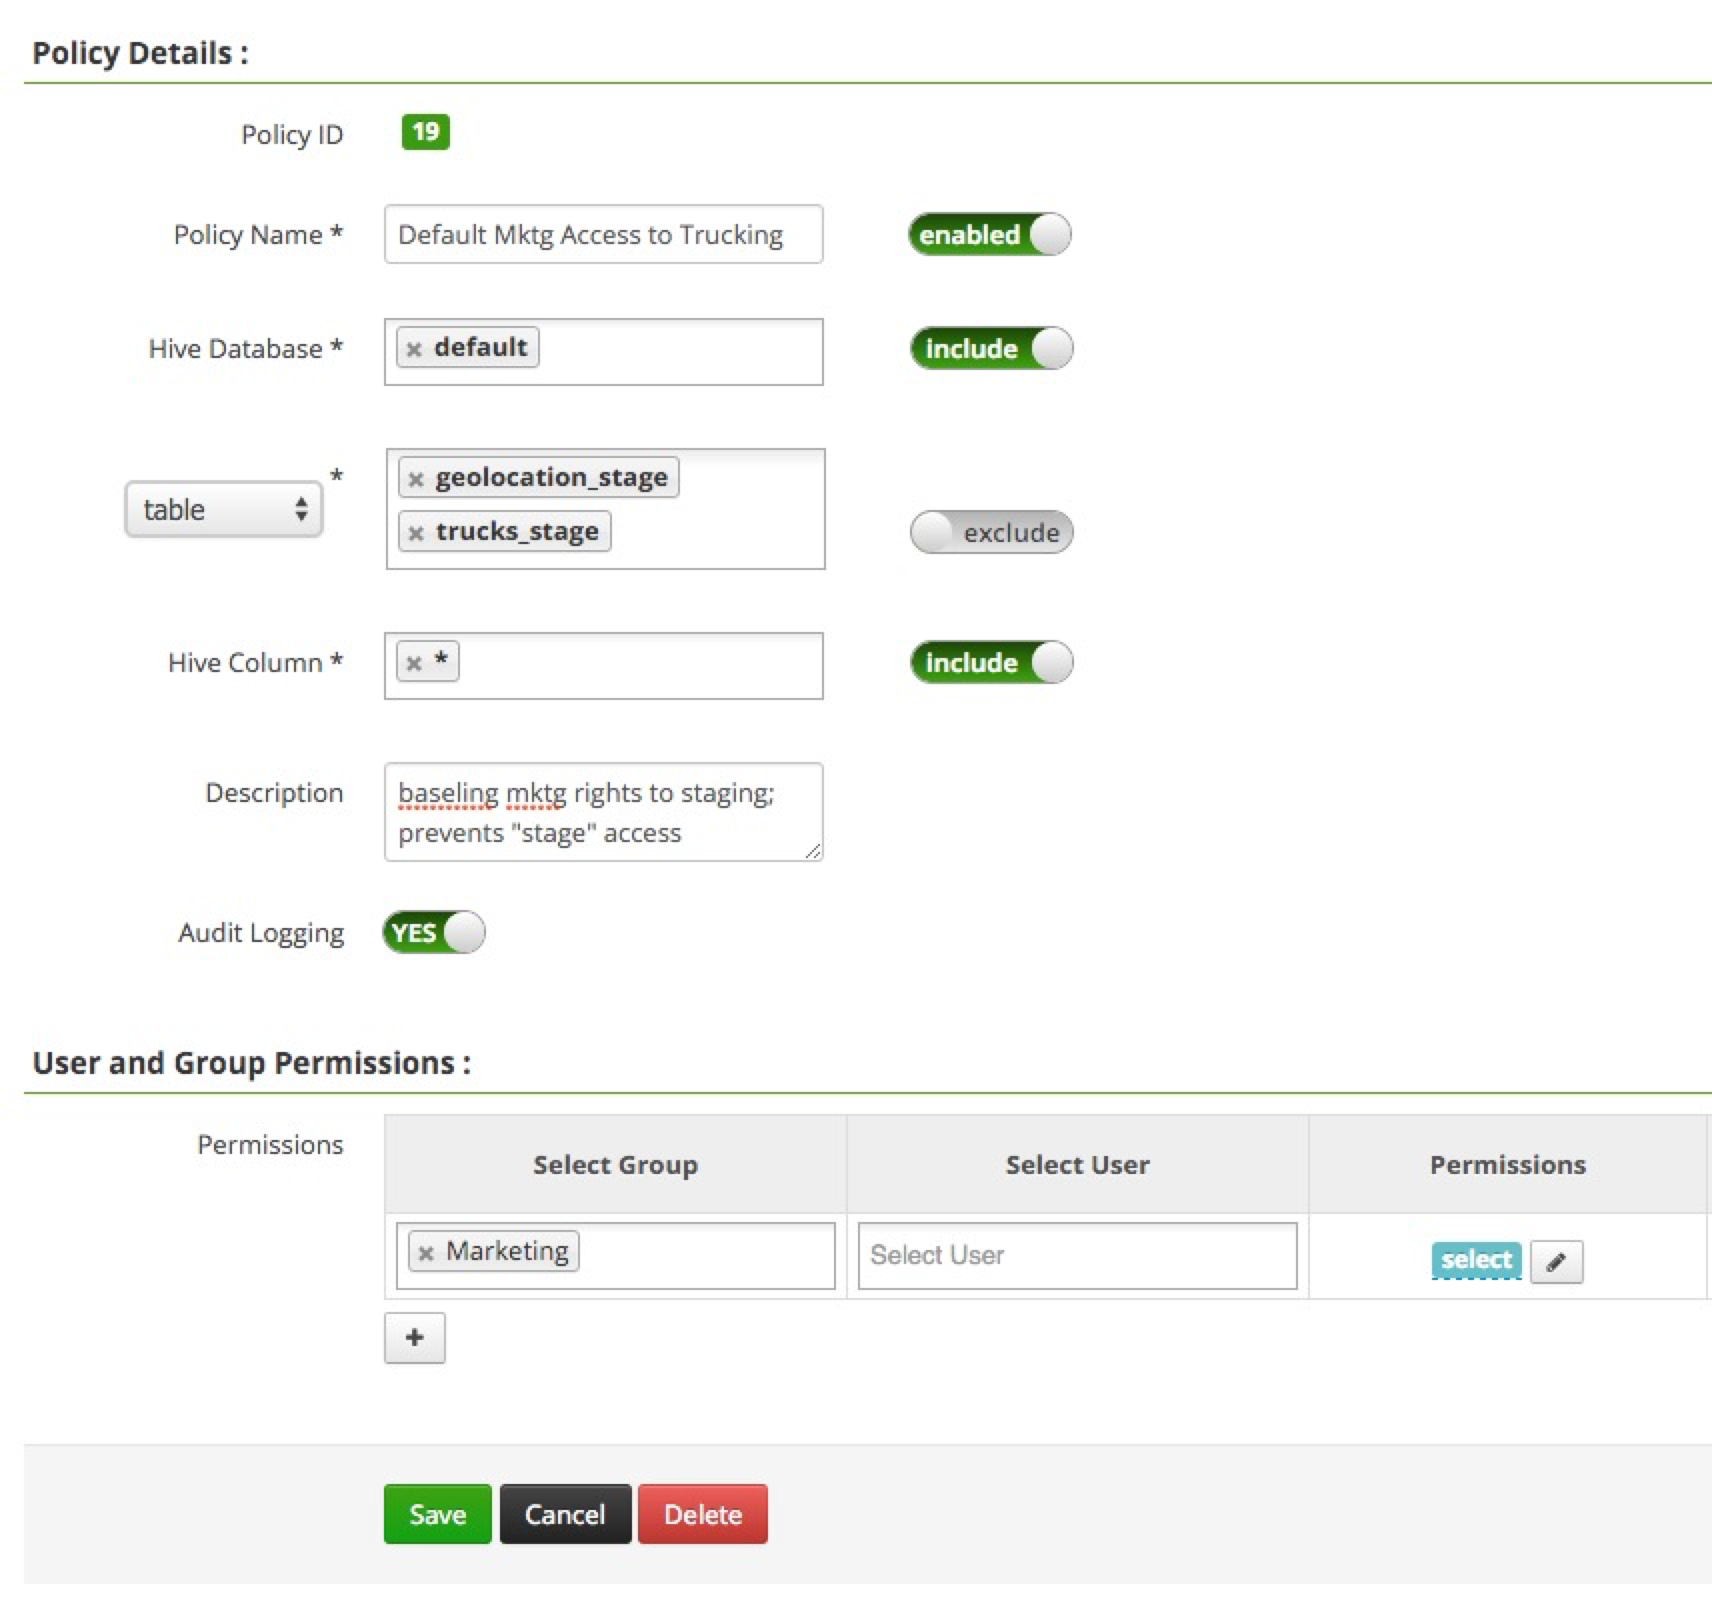 Policy Details :
Policy ID 19
Policy Name * Default Mktg Access to Trucking enabled
Hive Database * × default include
table * × geolocation_stage
× trucks_stage exclude
Hive Column * × * include
Description baseling mktg rights to staging;
prevents "stage" access
Audit Logging YES
User and Group Permissions :
Permissions Select Group Select User Permissions
× Marketing Select User select
+
Save Cancel Delete